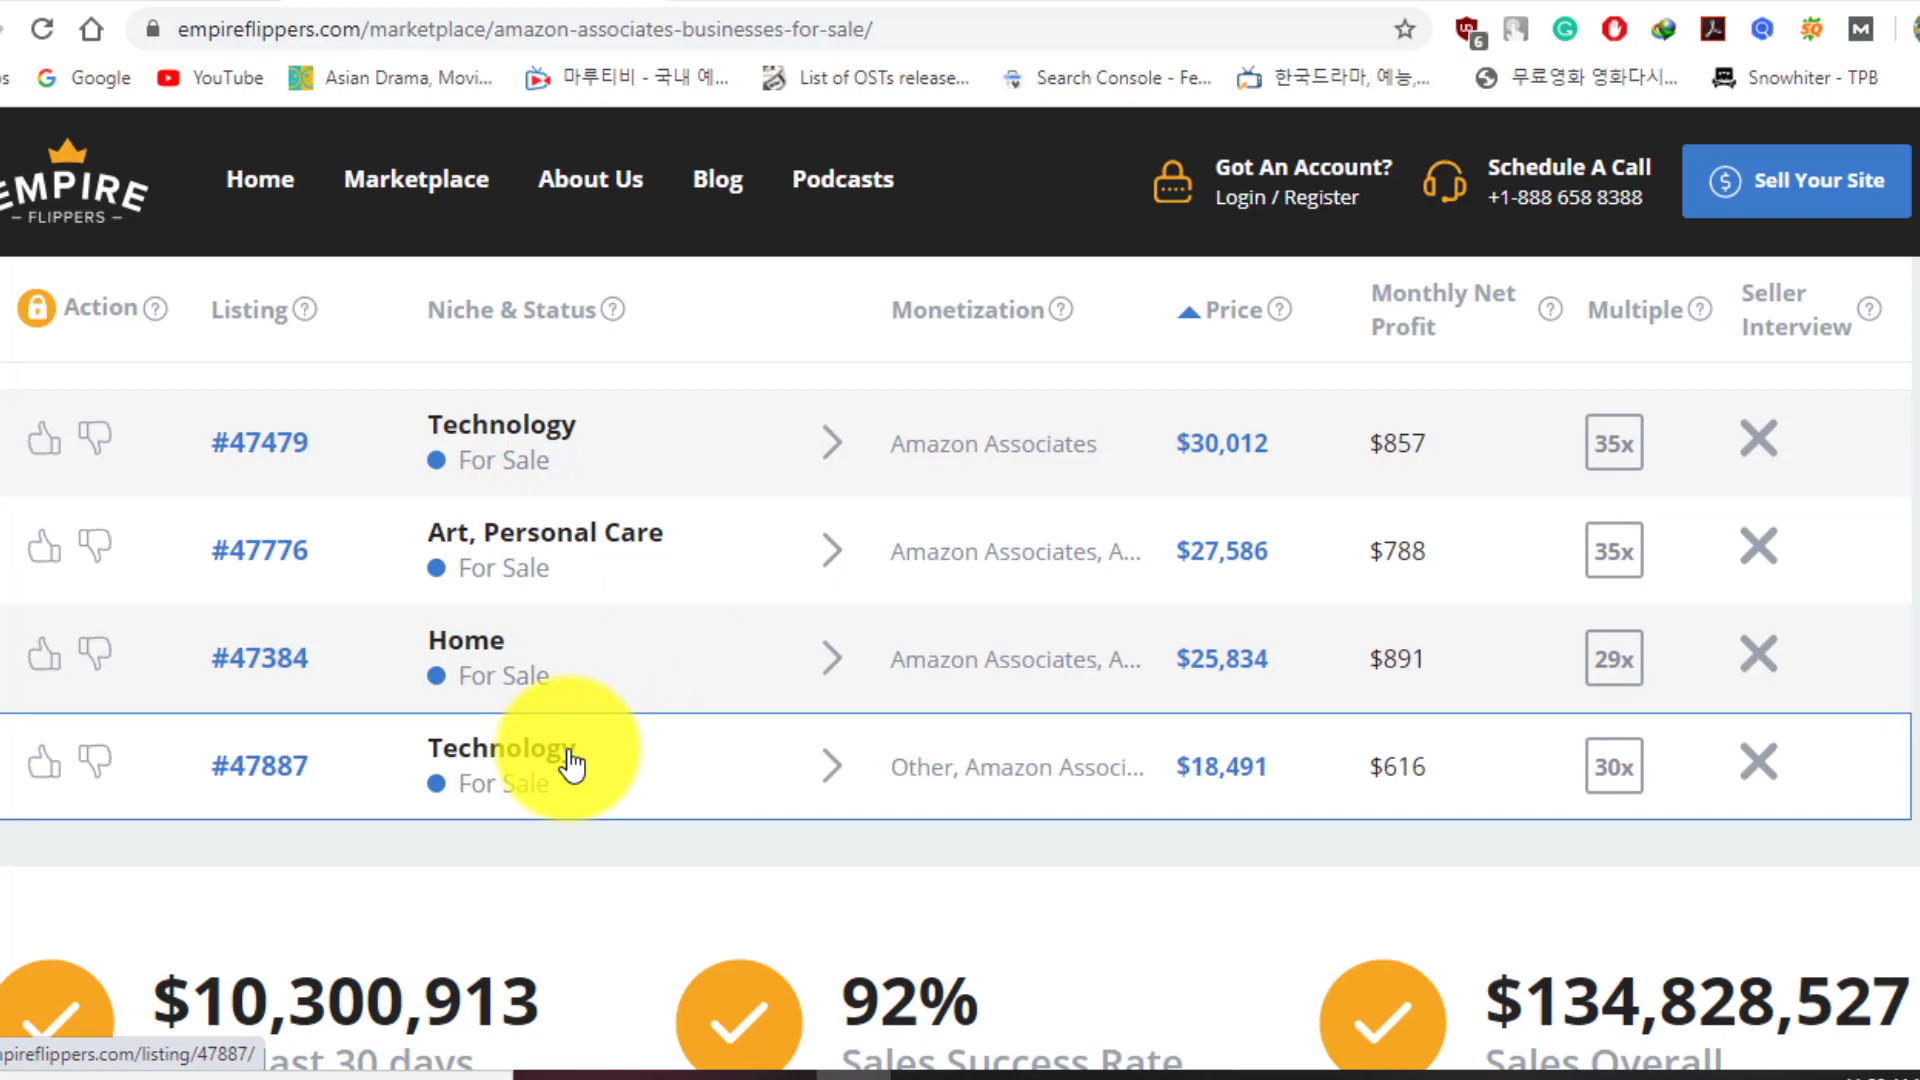 empireflippers.com/marketplace/amazon-associates-businesses-for-sale/
6
Google
YouTube
Asian Drama, Movi...
마루티비 - 국내 예...
List of OSTs release...
Search Console - Fe...
한국드라마, 예능,...
무료영화 영화다시...
Snowhiter - TPB
EMPIRE
– FLIPPERS –
Home
Marketplace
About Us
Blog
Podcasts
Got An Account?
Login / Register
Schedule A Call
+1-888 658 8388
Sell Your Site
Action
Listing
Niche & Status
Monetization
Price
Monthly Net
Profit
Multiple
Seller
Interview
#47479
Technology
For Sale
Amazon Associates
$30,012
$857
35x
#47776
Art, Personal Care
For Sale
Amazon Associates, A...
$27,586
$788
35x
#47384
Home
For Sale
Amazon Associates, A...
$25,834
$891
29x
#47887
Technology
For Sale
Other, Amazon Associ...
$18,491
$616
30x
$10,300,913
last 30 days
92%
Sales Success Rate
$134,828,527
Sales Overall
pireflippers.com/listing/47887/